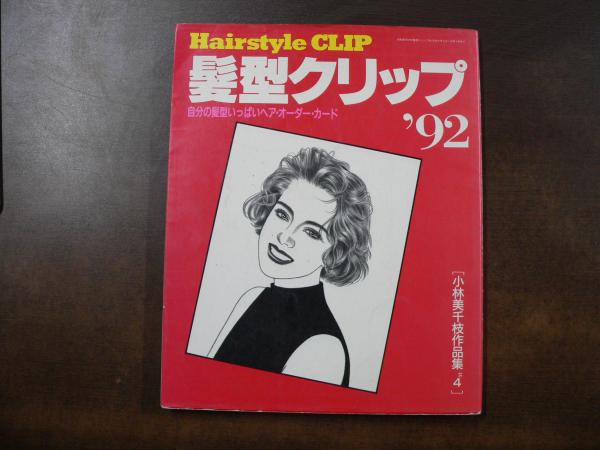 Hairstyle CLIP
髪型クリップ
自分の髪型いっぱいヘア・オーダー・カード
'92
[小林美千枝作品集#4]